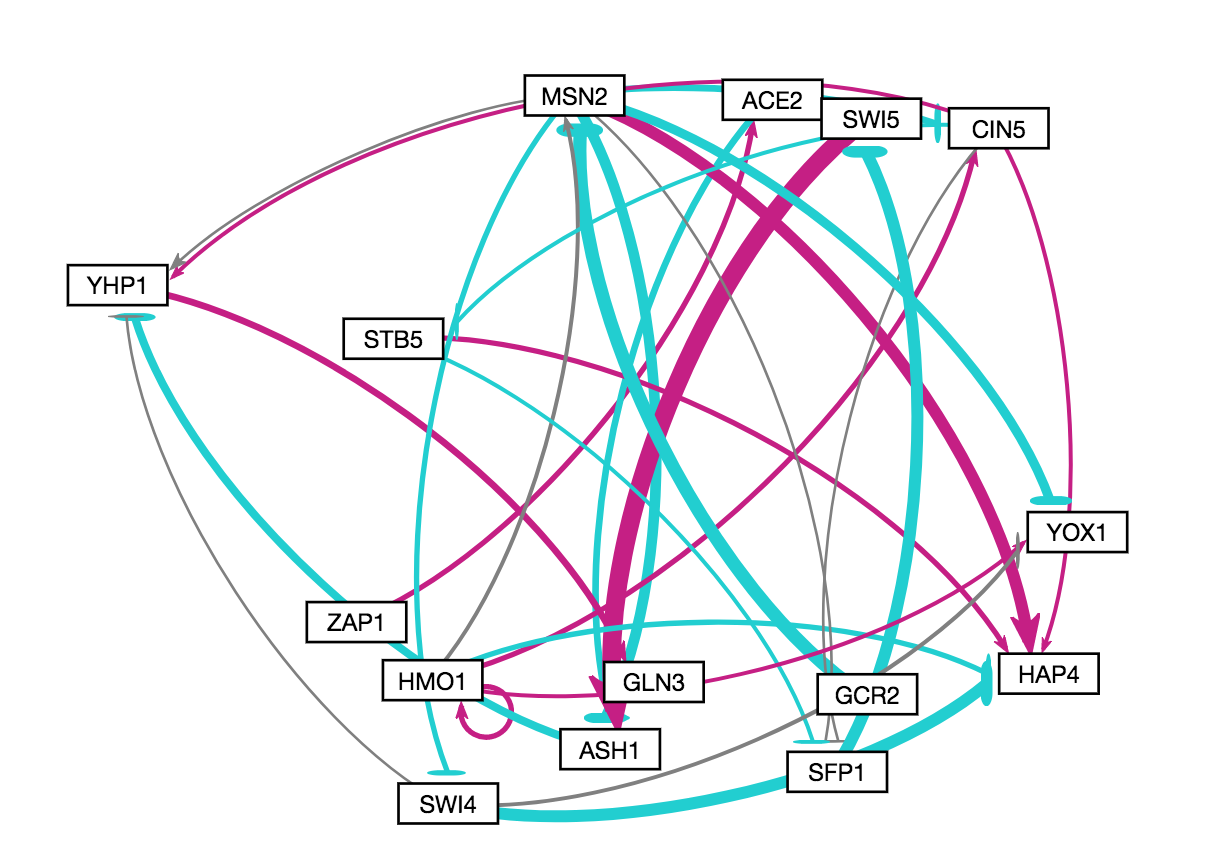 MSN2
ACE2
SWI5
CIN5
YHP1
STB5
YOX1
ZAP1
HMO1
GLN3
HAP4
GCR2
ASH1
SFP1
SWI4